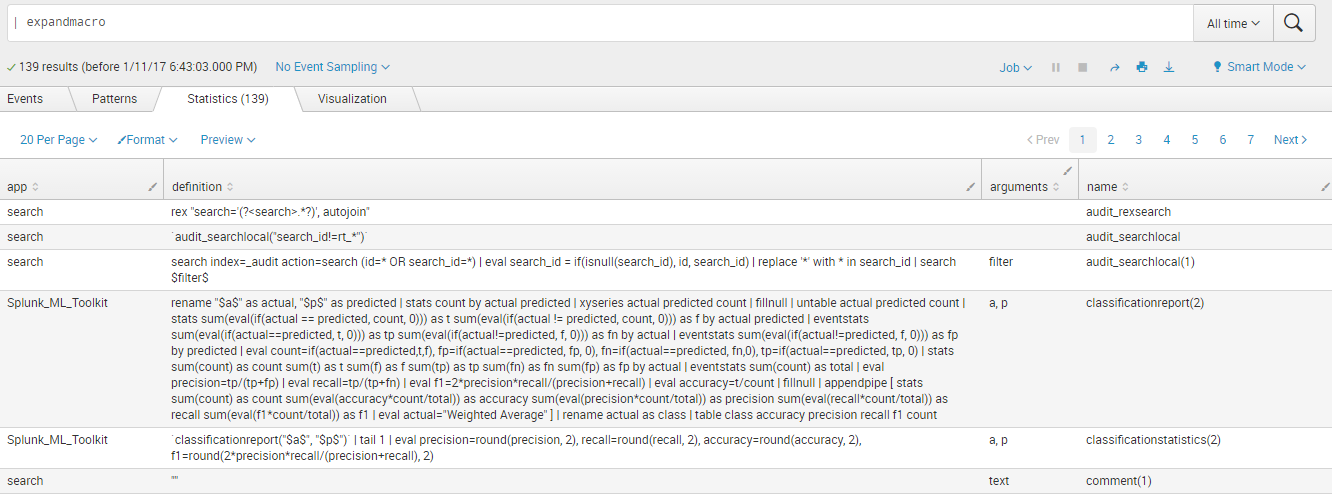 | expandmacro
All time
139 results (before 1/11/17 6:43:03.000 PM)
No Event Sampling
Job
Smart Mode
Events
Patterns
Statistics (139)
Visualization
20 Per Page
Format
Preview
< Prev
1
2
3
4
5
6
7
Next >
app
definition
arguments
name
search
rex "search='(?<search>.*?)', autojoin"
audit_rexsearch
search
`audit_searchlocal("search_id!=rt_*")`
audit_searchlocal
search
search index=_audit action=search (id=* OR search_id=*) | eval search_id = if(isnull(search_id), id, search_id) | replace '*' with * in search_id | search
$filter$
filter
audit_searchlocal(1)
Splunk_ML_Toolkit
rename "$a$" as actual, "$p$" as predicted | stats count by actual predicted | xyseries actual predicted count | fillnull | untable actual predicted count |
stats sum(eval(if(actual == predicted, count, 0))) as t sum(eval(if(actual != predicted, count, 0))) as f by actual predicted | eventstats
sum(eval(if(actual==predicted, t, 0))) as tp sum(eval(if(actual!=predicted, f, 0))) as fn by actual | eventstats sum(eval(if(actual!=predicted, f, 0))) as fp
by predicted | eval count=if(actual==predicted,t,f), fp=if(actual==predicted, fp, 0), fn=if(actual==predicted, fn,0), tp=if(actual==predicted, tp, 0) | stats
sum(count) as count sum(t) as t sum(f) as f sum(tp) as tp sum(fn) as fn sum(fp) as fp by actual | eventstats sum(count) as total | eval
precision=tp/(tp+fp) | eval recall=tp/(tp+fn) | eval f1=2*precision*recall/(precision+recall) | eval accuracy=t/count | fillnull | appendpipe [ stats
sum(count) as count sum(eval(accuracy*count/total)) as accuracy sum(eval(precision*count/total)) as precision sum(eval(recall*count/total)) as
recall sum(eval(f1*count/total)) as f1 | eval actual="Weighted Average" ] | rename actual as class | table class accuracy precision recall f1 count
a, p
classificationreport(2)
Splunk_ML_Toolkit
`classificationreport("$a$", "$p$")` | tail 1 | eval precision=round(precision, 2), recall=round(recall, 2), accuracy=round(accuracy, 2),
f1=round(2*precision*recall/(precision+recall), 2)
a, p
classificationstatistics(2)
search
""
text
comment(1)